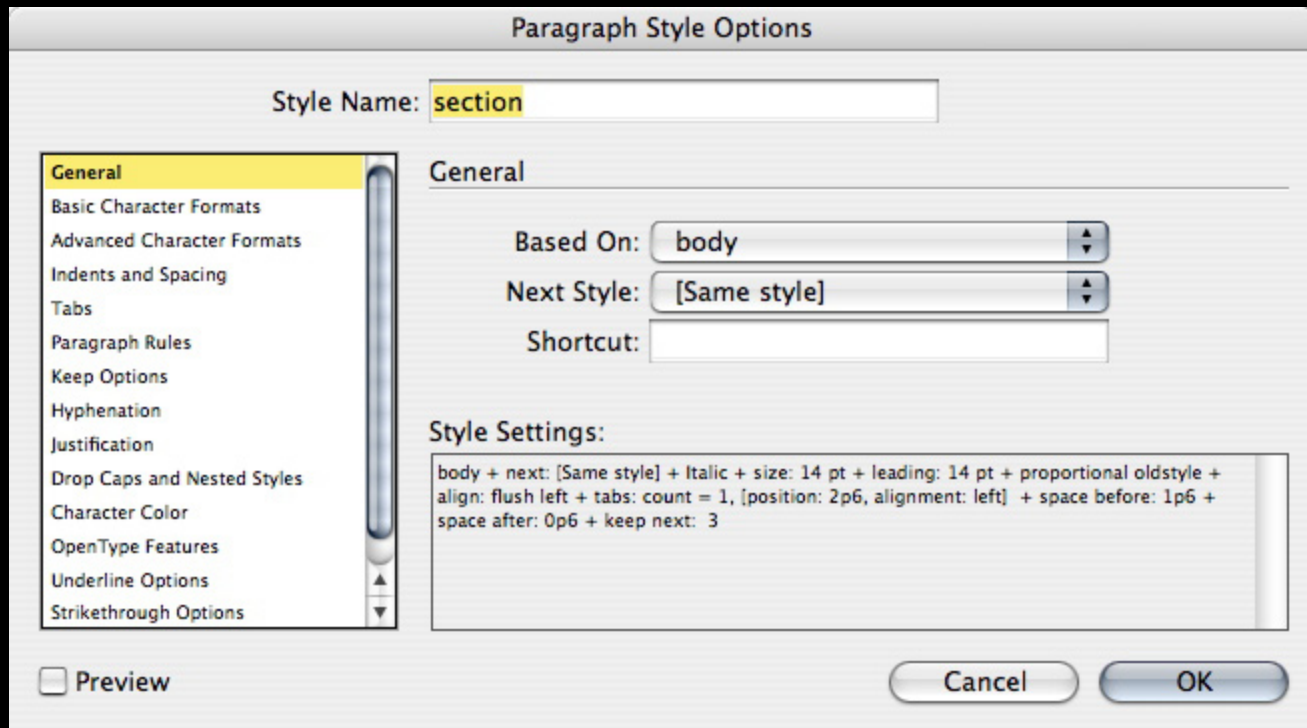 Paragraph Style Options
Style Name: section
General
Basic Character Formats
Advanced Character Formats
Indents and Spacing
Tabs
Paragraph Rules
Keep Options
Hyphenation
Justification
Drop Caps and Nested Styles
Character Color
OpenType Features
Underline Options
Strikethrough Options
General
Based On: body
Next Style: [Same style]
Shortcut:
Style Settings:
body + next: [Same style] + Italic + size: 14 pt + leading: 14 pt + proportional oldstyle +
align: flush left + tabs: count = 1, [position: 2p6, alignment: left] + space before: 1p6 +
space after: 0p6 + keep next: 3
Preview
Cancel
OK